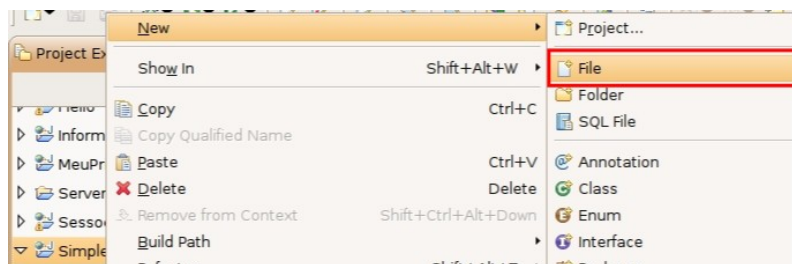 New
Project...
Project Ex
Show In Shift+Alt+W
File
Folder
Copy Ctrl+C
SQL File
Inform
Copy Qualified Name
MeuPr
Paste Ctrl+V
Annotation
Server
Delete Delete
Class
Sesso
Remove from Context Shift+Ctrl+Alt+Down
Enum
Simple
Build Path
Interface